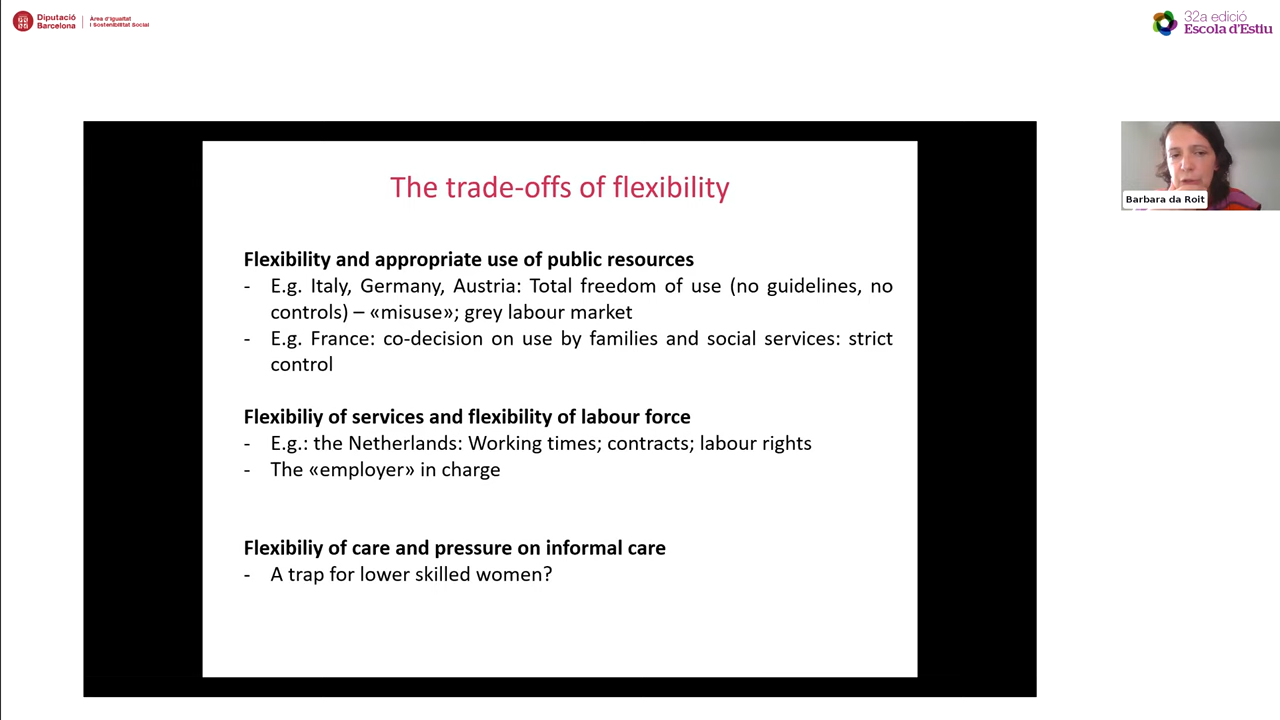 Diputació
Barcelona
Àrea d'Igualtat
i Sostenibilitat Social
32a edició
Escola d'Estiu
The trade-offs of flexibility
Flexibility and appropriate use of public resources
- E.g. Italy, Germany, Austria: Total freedom of use (no guidelines, no
controls) – «misuse»; grey labour market
- E.g. France: co-decision on use by families and social services: strict
control
Flexibiliy of services and flexibility of labour force
- E.g.: the Netherlands: Working times; contracts; labour rights
- The «employer» in charge
Flexibiliy of care and pressure on informal care
- A trap for lower skilled women?
Barbara da Roit